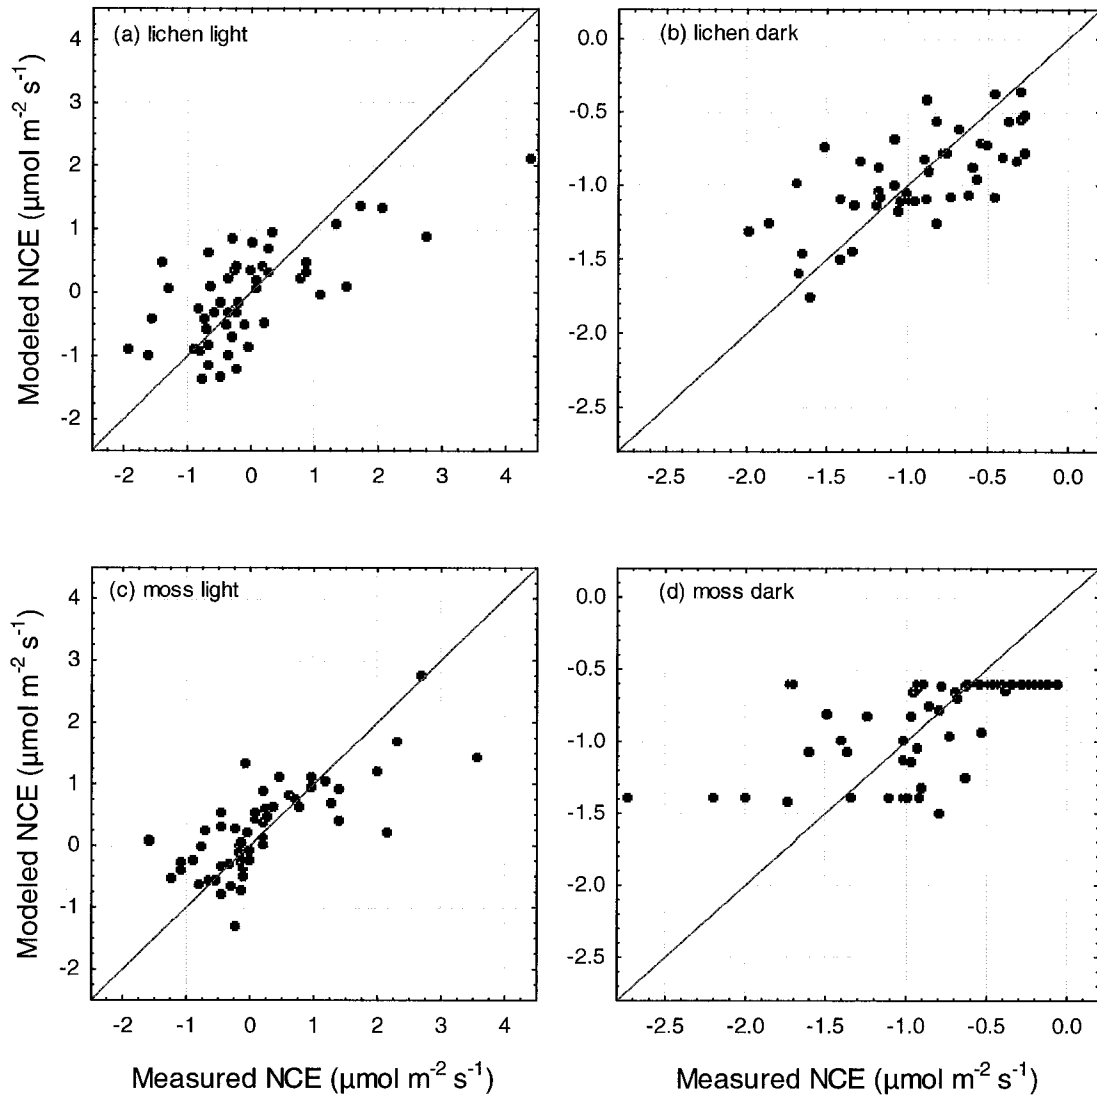 (a) lichen light
4
3
2
1
0
-1
-2
-2 -1 0 1 2 3 4
Modeled NCE (µmol m-2 s-1)
(b) lichen dark
0.0
-0.5
-1.0
-1.5
-2.0
-2.5
-2.5 -2.0 -1.5 -1.0 -0.5 0.0
(c) moss light
4
3
2
1
0
-1
-2
-2 -1 0 1 2 3 4
Modeled NCE (µmol m-2 s-1)
Measured NCE (µmol m-2 s-1)
(d) moss dark
0.0
-0.5
-1.0
-1.5
-2.0
-2.5
-2.5 -2.0 -1.5 -1.0 -0.5 0.0
Measured NCE (µmol m-2 s-1)